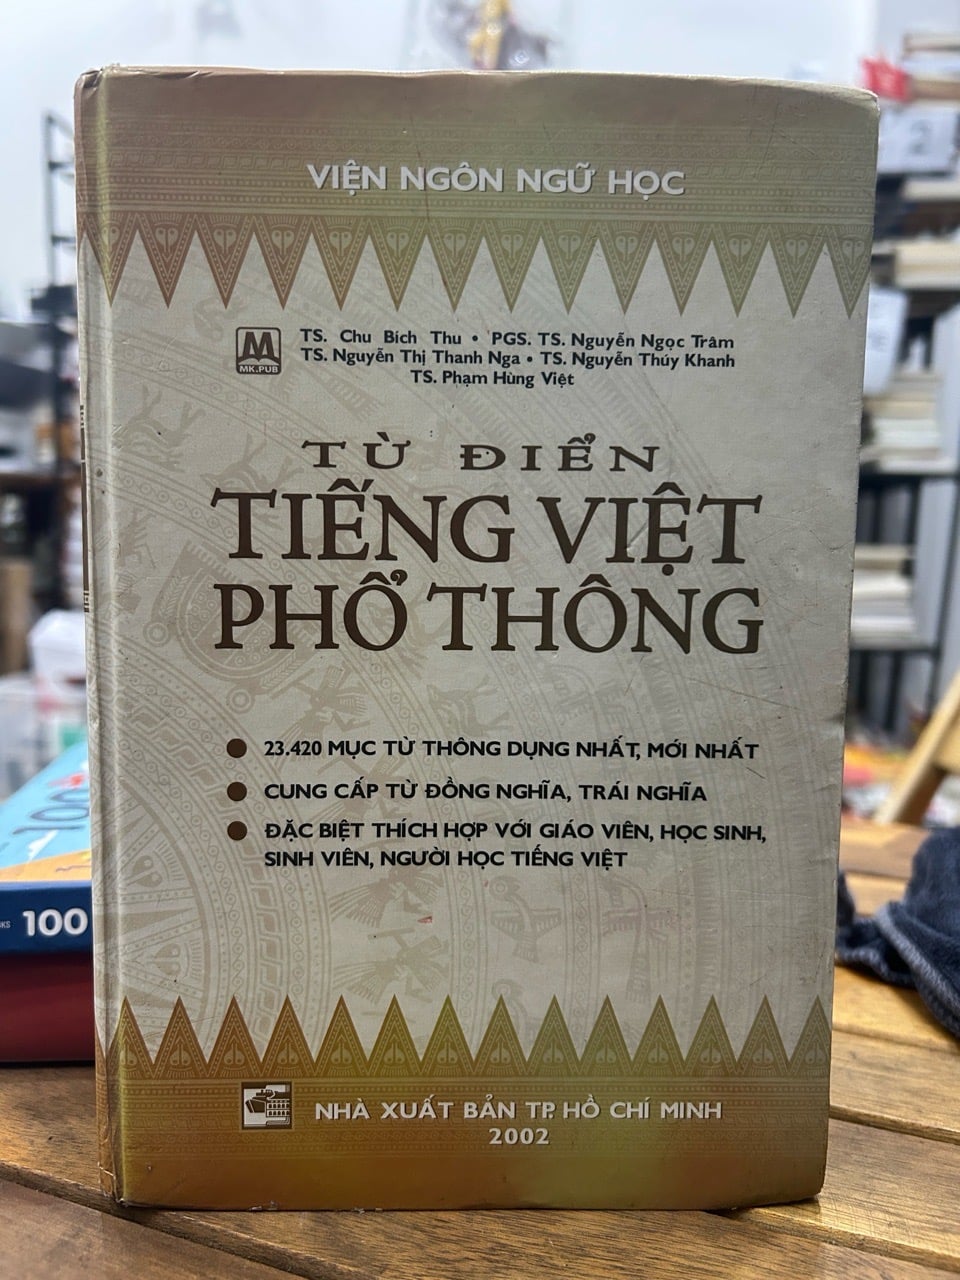 VIỆN NGÔN NGỮ HỌC
M
MK.PUB
TS. Chu Bích Thu • PGS. TS. Nguyễn Ngọc Trâm
TS. Nguyễn Thị Thanh Nga • TS. Nguyễn Thúy Khanh
TS. Phạm Hùng Việt
TỪ ĐIỂN
TIẾNG VIỆT
PHỔ THÔNG
● 23.420 MỤC TỪ THÔNG DỤNG NHẤT, MỚI NHẤT
● CUNG CẤP TỪ ĐỒNG NGHĨA, TRÁI NGHĨA
● ĐẶC BIỆT THÍCH HỢP VỚI GIÁO VIÊN, HỌC SINH,
SINH VIÊN, NGƯỜI HỌC TIẾNG VIỆT
100
NHÀ XUẤT BẢN TP. HỒ CHÍ MINH
2002